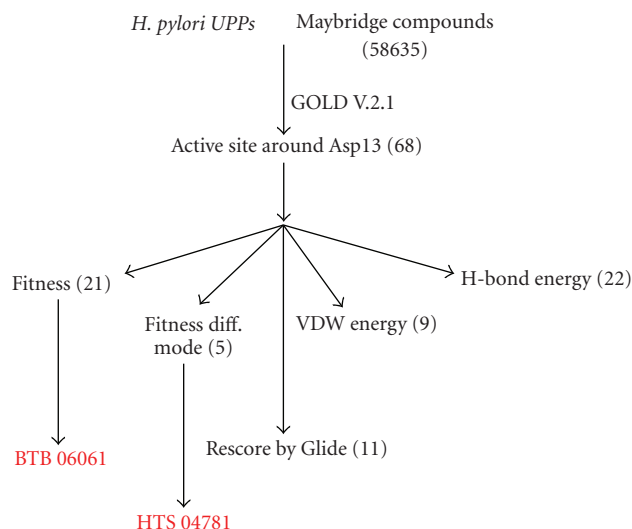 H. pylori UPPs Maybridge compounds
(58635)
GOLD V.2.1
Active site around Asp13 (68)
Fitness (21)
H-bond energy (22)
Fitness diff.
mode (5)
VDW energy (9)
Rescore by Glide (11)
BTB 06061
HTS 04781